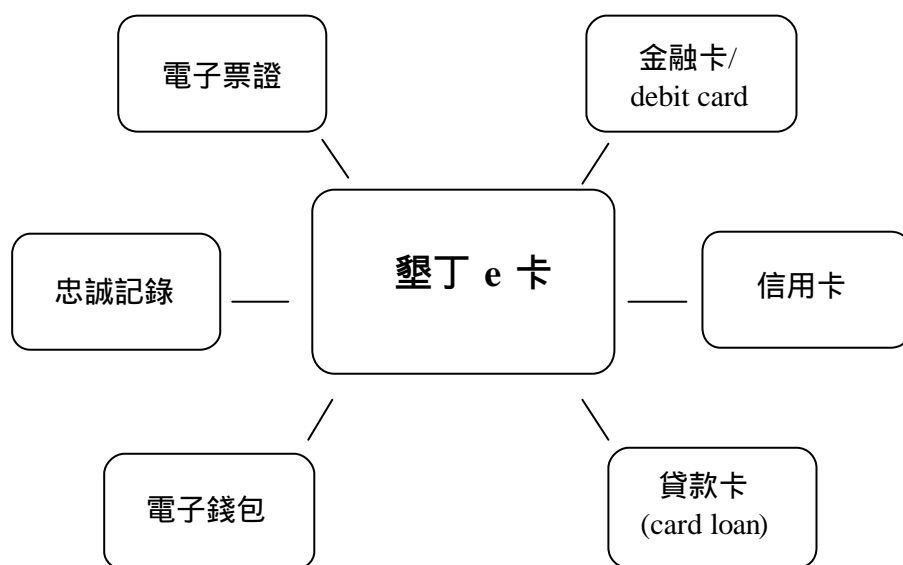 電子票證
金融卡/
debit card
墾丁 e 卡
忠誠記錄
信用卡
電子錢包
貸款卡
(card loan)